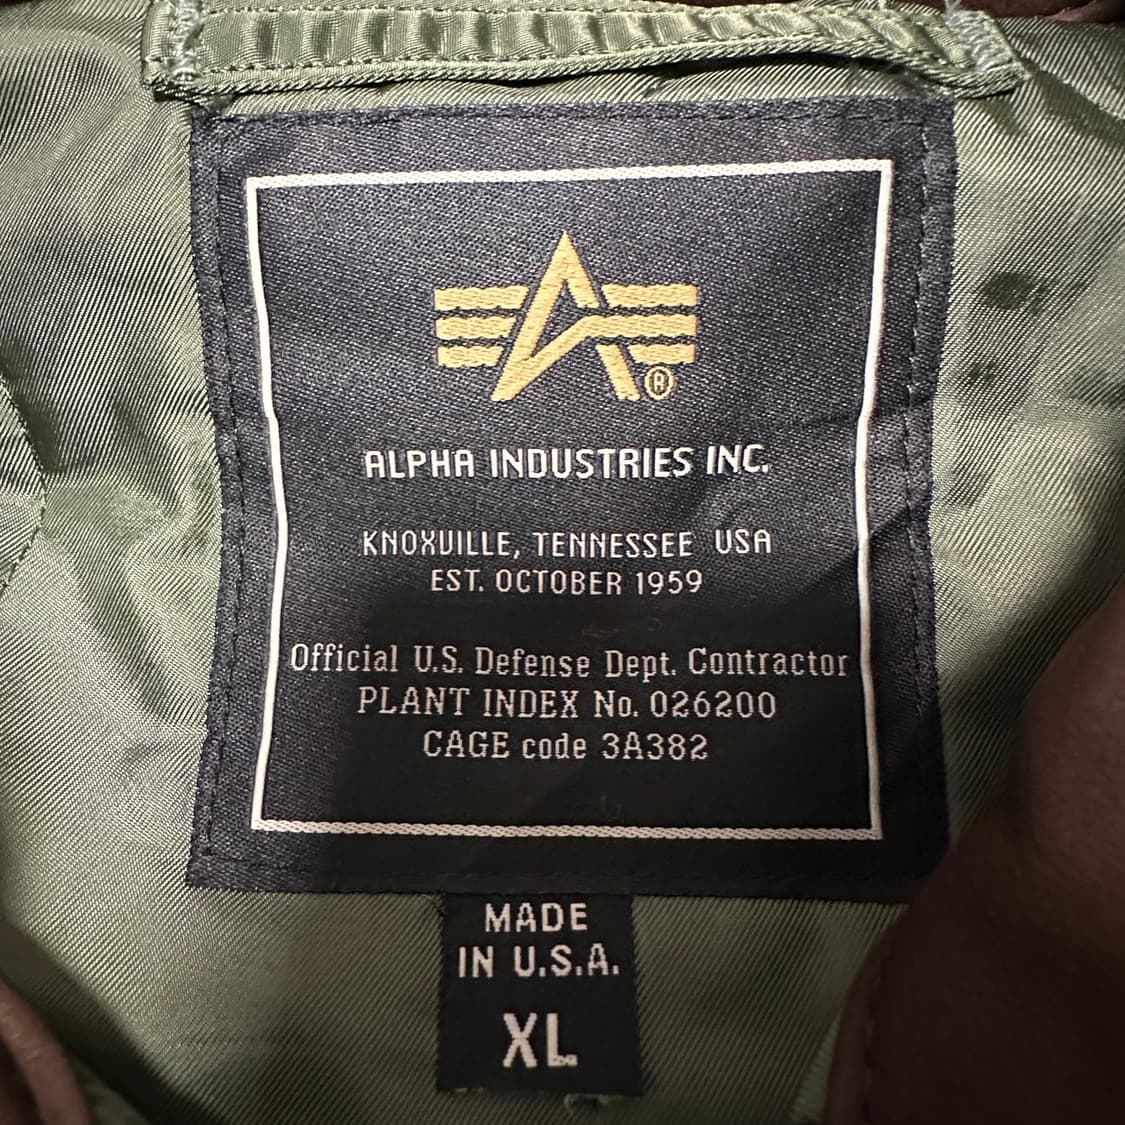 ®
ALPHA INDUSTRIES INC.
KNOXVILLE, TENNESSEE USA
EST. OCTOBER 1959
Official U.S. Defense Dept. Contractor
PLANT INDEX No. 026200
CAGE code 3A382
MADE
IN U.S.A.
XL